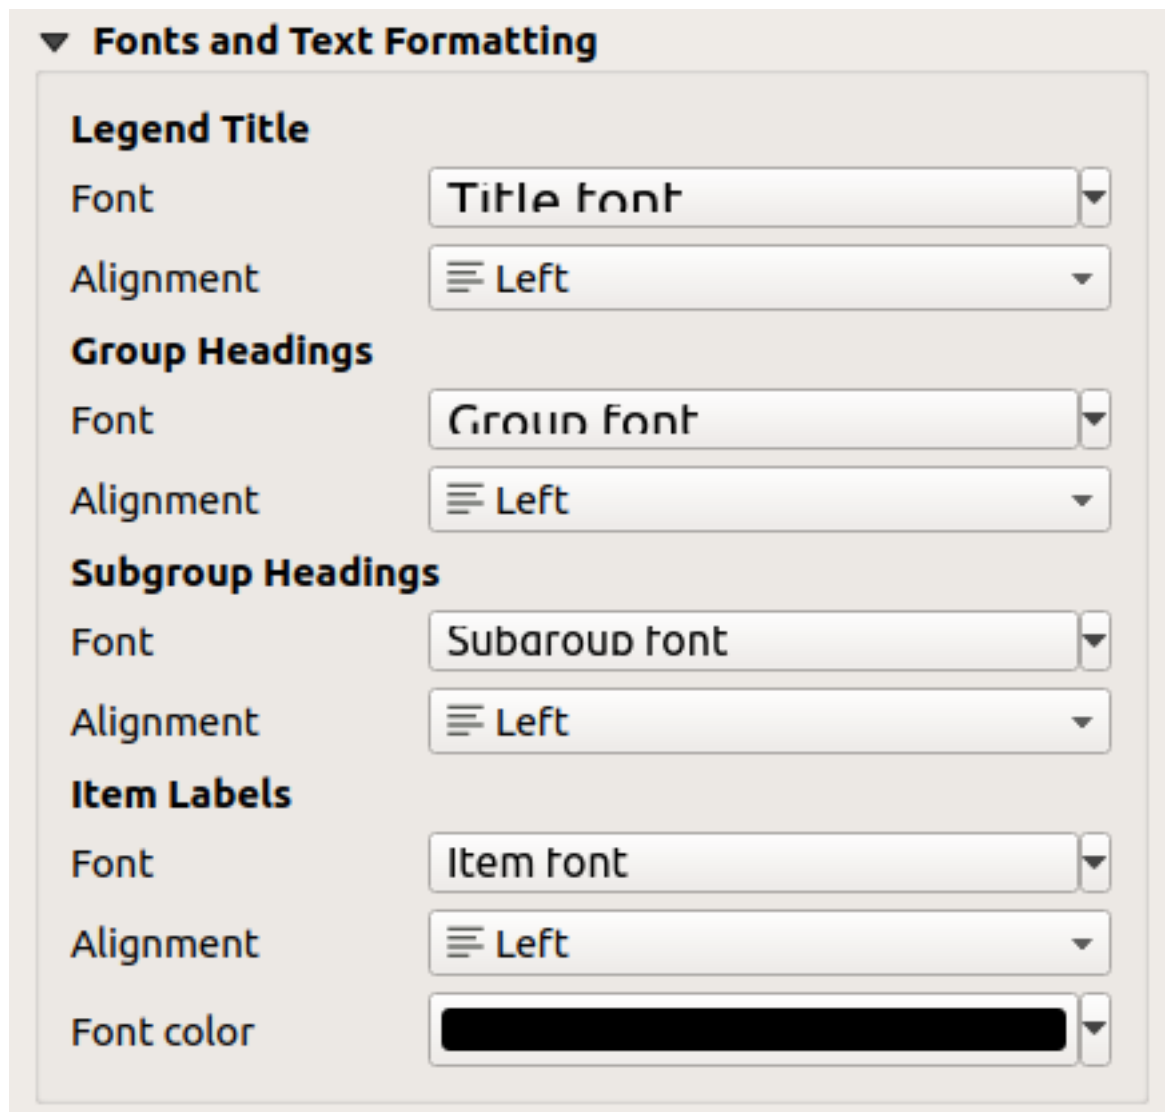 Fonts and Text Formatting
Legend Title
Font Title font
Alignment Left
Group Headings
Font Group font
Alignment Left
Subgroup Headings
Font Subgroup font
Alignment Left
Item Labels
Font Item font
Alignment Left
Font color